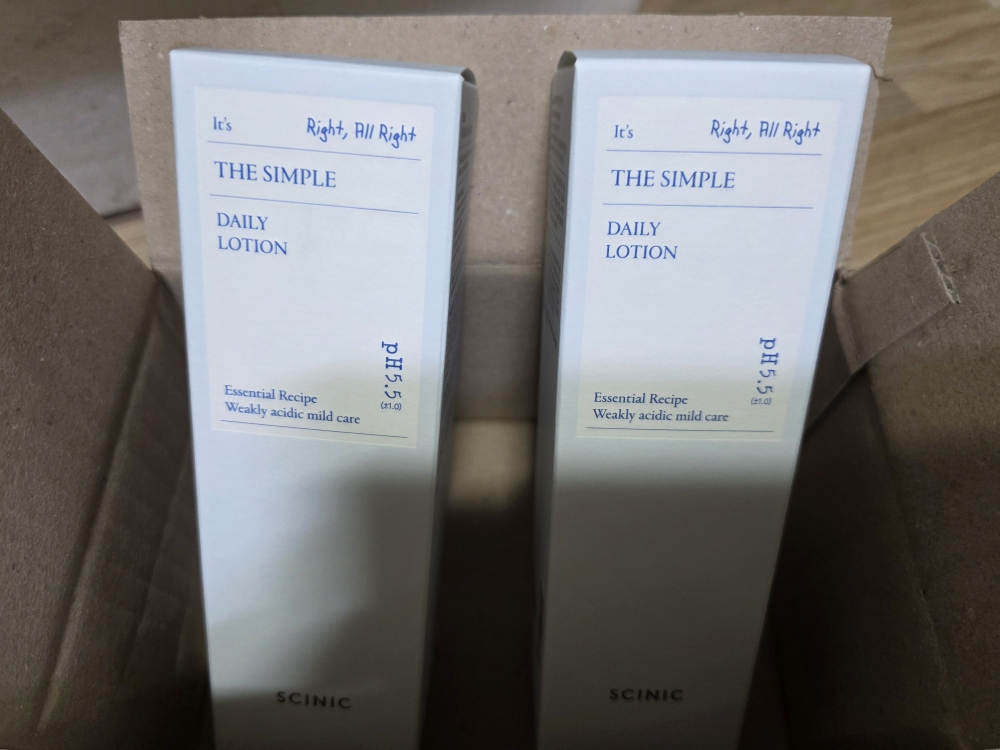 It's Right, All Right
THE SIMPLE
DAILY
LOTION
pH5.5
(±1.0)
Essential Recipe
Weakly acidic mild care
SCINIC
It's Right, All Right
THE SIMPLE
DAILY
LOTION
pH5.5
(±1.0)
Essential Recipe
Weakly acidic mild care
SCINIC